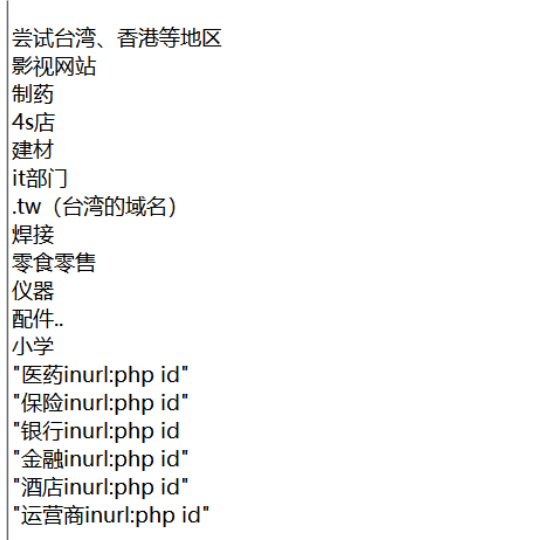 尝试台湾、香港等地区
影视网站
制药
4s店
建材
it部门
.tw（台湾的域名）
焊接
零食零售
仪器
配件..
小学
"医药inurl:php id"
"保险inurl:php id"
"银行inurl:php id
"金融inurl:php id"
"酒店inurl:php id"
"运营商inurl:php id"